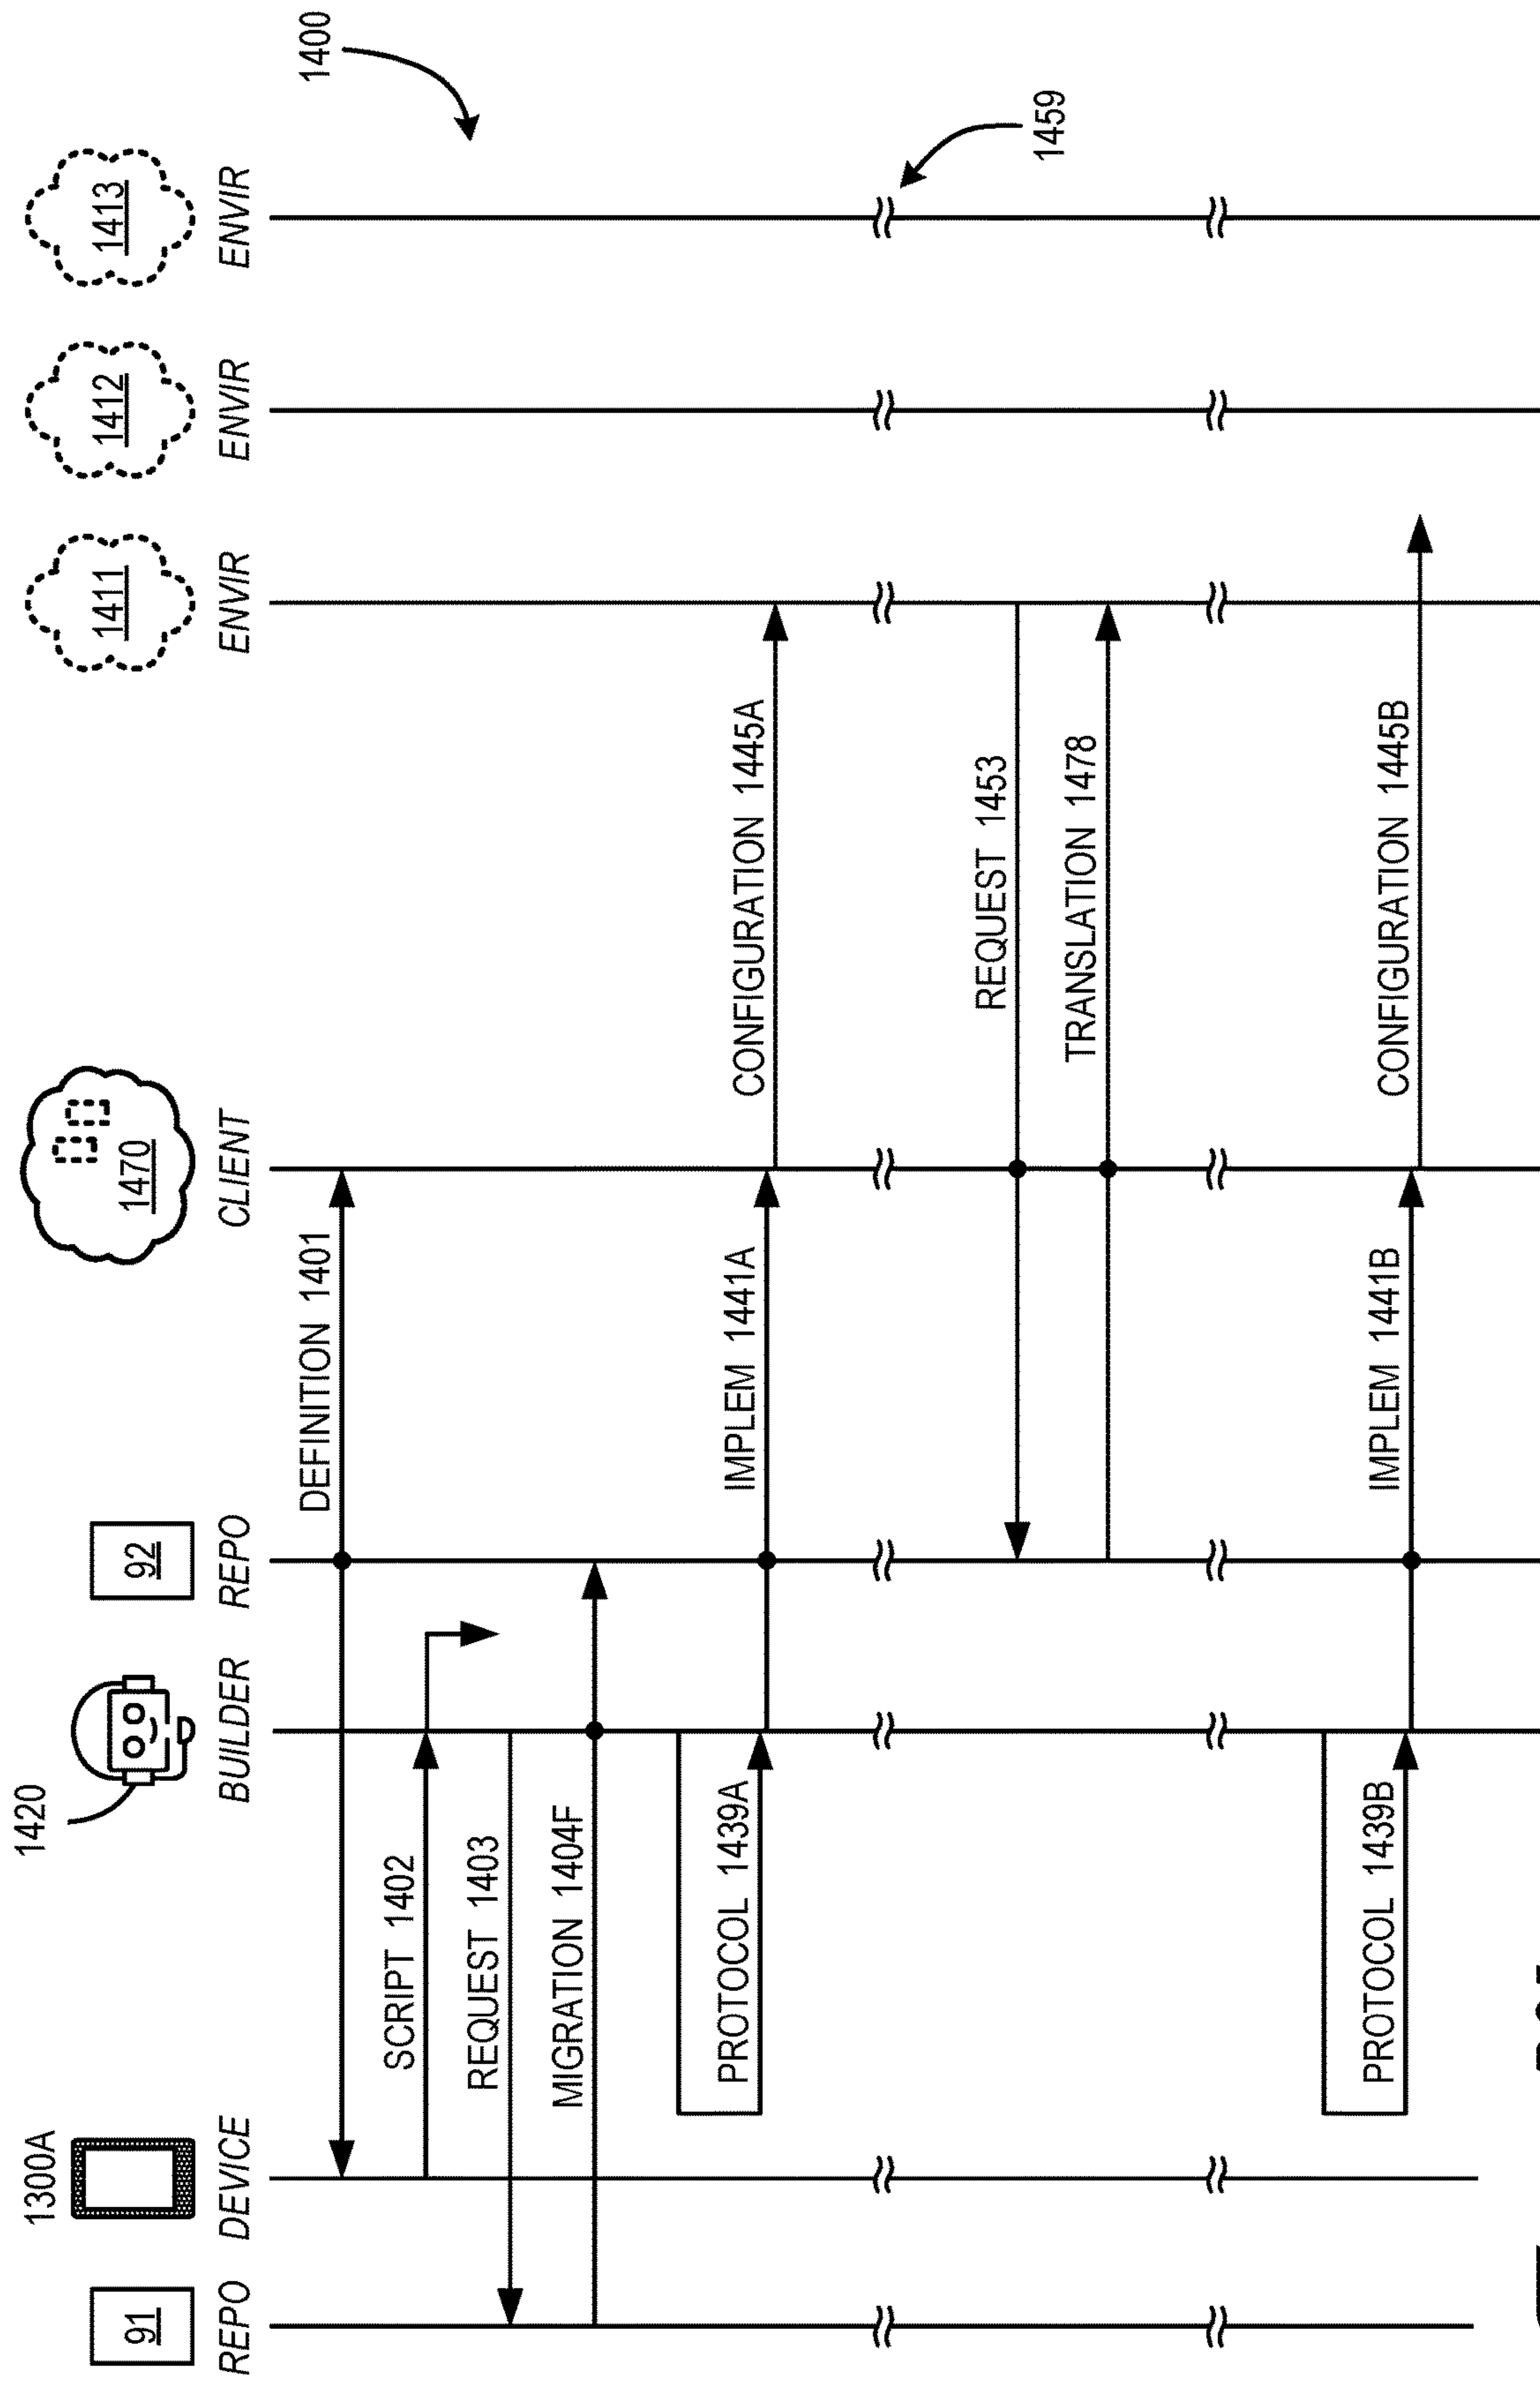 1420
1300A
91
92
1470
1411
1412
1413
REPO
DEVICE
BUILDER
REPO
CLIENT
ENVIR
ENVIR
ENVIR
1400
DEFINITION 1401
SCRIPT 1402
REQUEST 1403
MIGRATION 1404F
PROTOCOL 1439A
IMPLEM 1441A
CONFIGURATION 1445A
1459
REQUEST 1453
TRANSLATION 1478
PROTOCOL 1439B
IMPLEM 1441B
CONFIGURATION 1445B